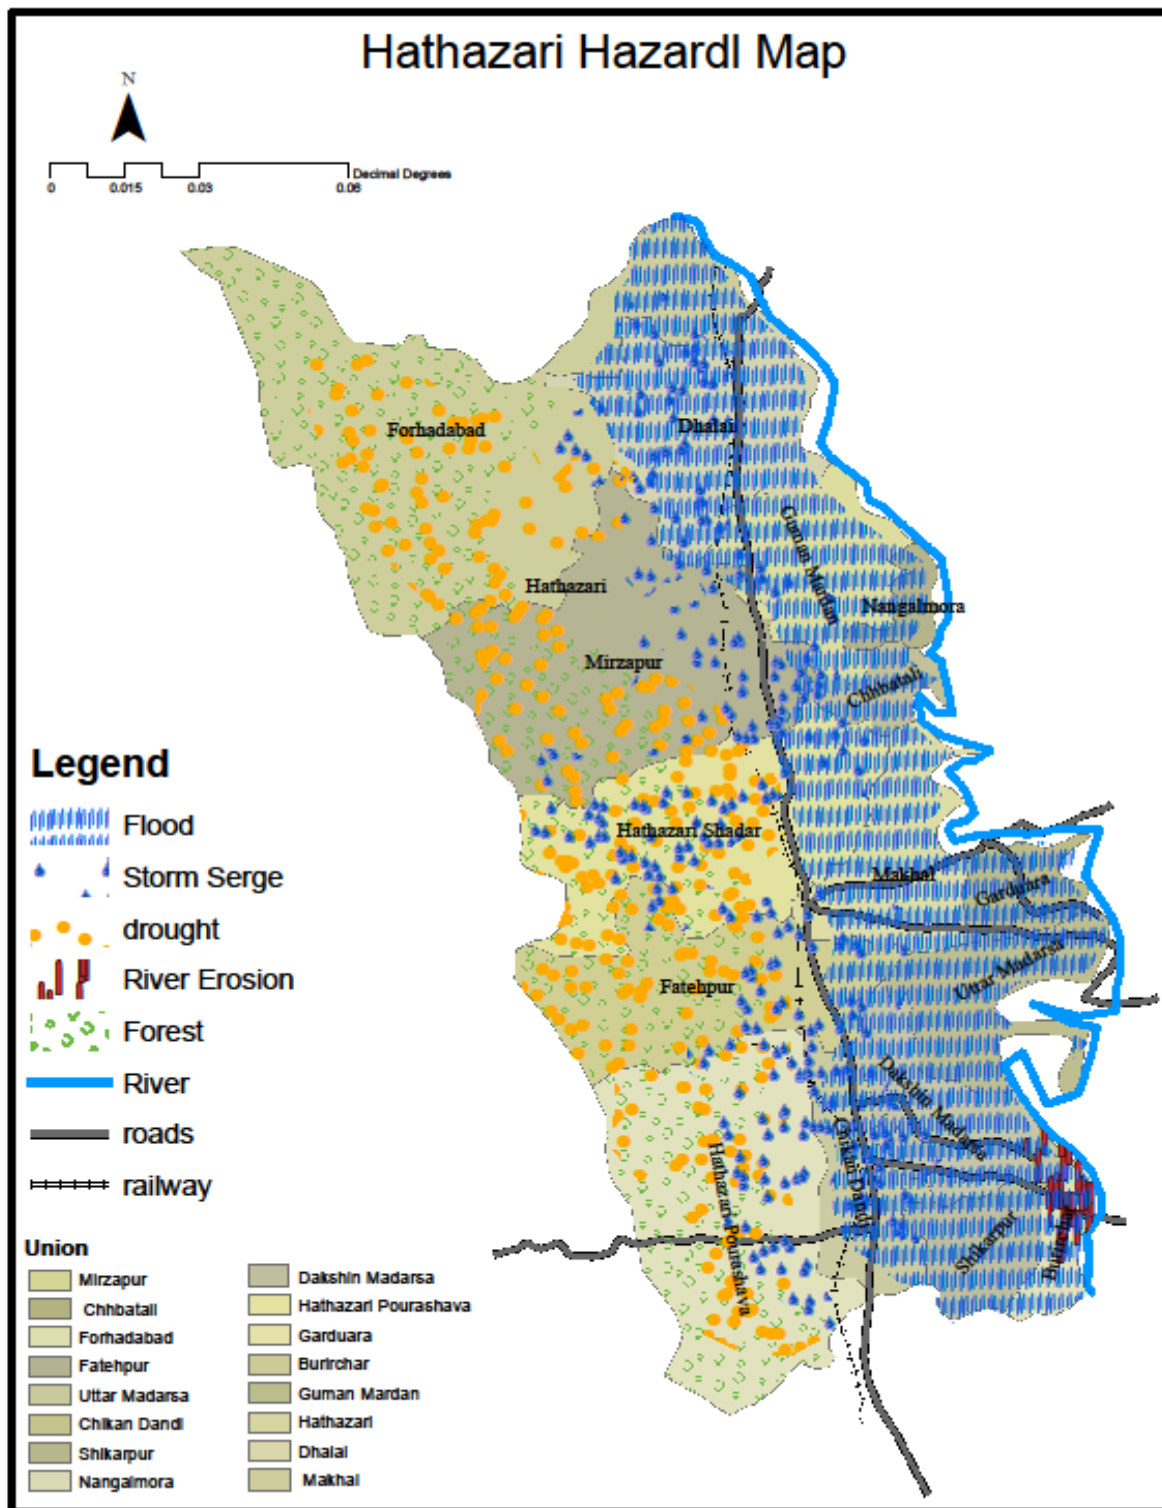 Hathazari Hazardl Map
N
Decimal Degrees
0 0.015 0.03 0.06
Forhadabad
Dhalai
Guman Mardan
Hathazari
Nangalmora
Mirzapur
Chhbatali
Hathazari Shadar
Makhal
Garduara
Fatehpur
Uttar Madarsa
Dakshin Madarsa
Chikan Dandi
Hathazari Pourashava
Shikarpur
Burirchar
Legend
Flood
Storm Serge
drought
River Erosion
Forest
River
roads
railway
Union
Mirzapur
Chhbatali
Forhadabad
Fatehpur
Uttar Madarsa
Chikan Dandi
Shikarpur
Nangalmora
Dakshin Madarsa
Hathazari Pourashava
Garduara
Burirchar
Guman Mardan
Hathazari
Dhalai
Makhal